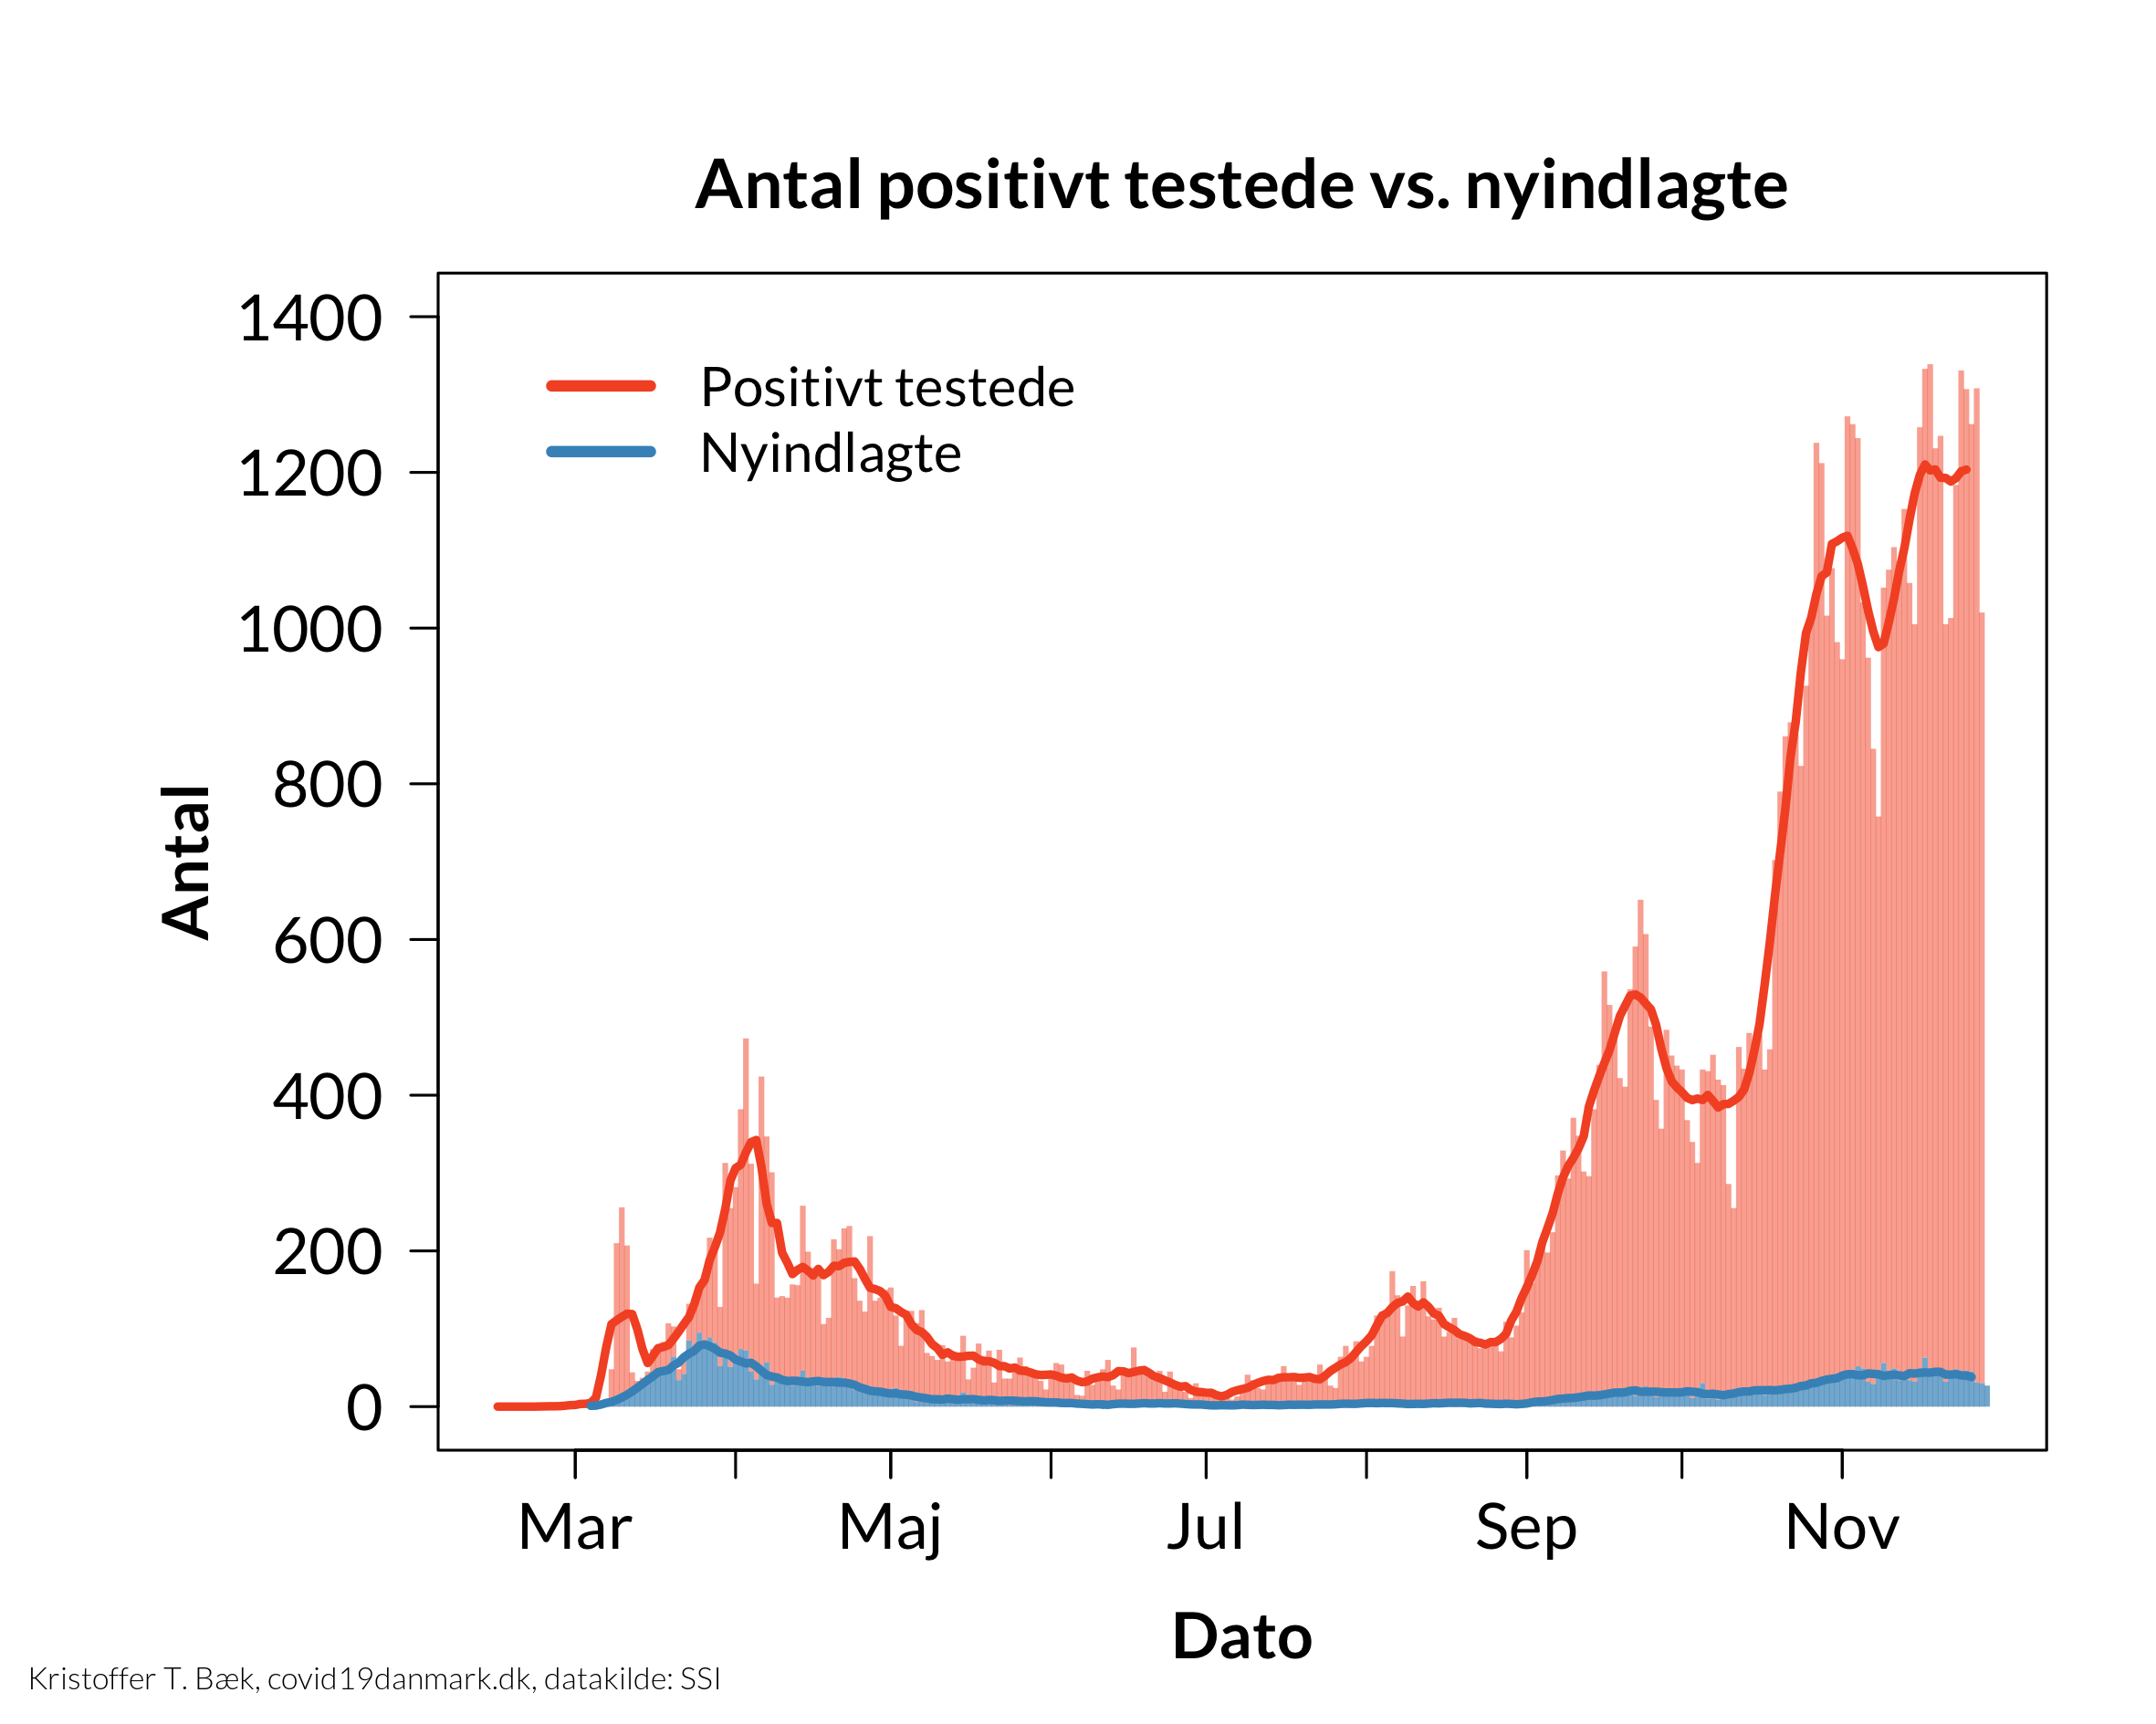 Antal positivt testede vs. nyindlagte
Positivt testede
Nyindlagte
Antal
1400
1200
1000
800
600
400
200
0
Mar Maj Jul Sep Nov
Dato
Kristoffer T. Bæk, covid19danmark.dk, datakilde: SSI